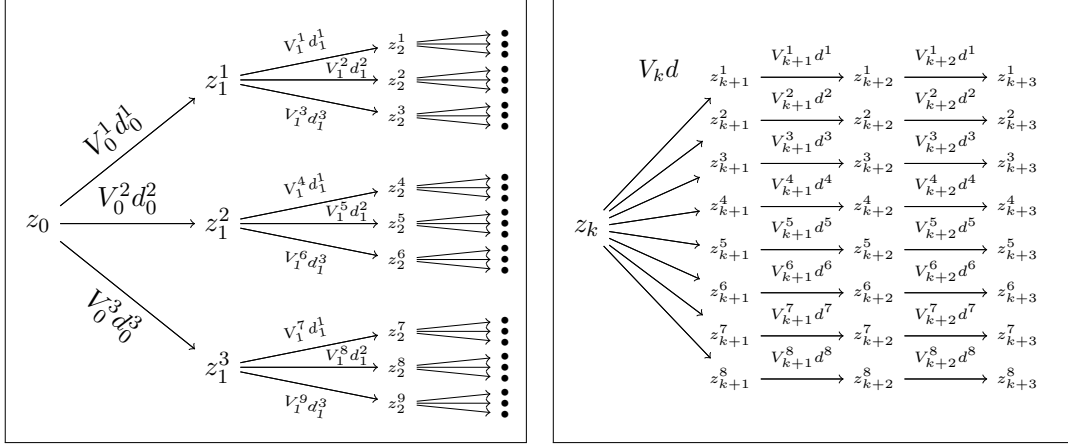 V_0^1 d_0^1
V_0^2 d_0^2
V_0^3 d_0^3
z_0
z_1^1
z_1^2
z_1^3
V_1^1 d_1^1
V_1^2 d_1^2
V_1^3 d_1^3
V_1^4 d_1^1
V_1^5 d_1^2
V_1^6 d_1^3
V_1^7 d_1^1
V_1^8 d_1^2
V_1^9 d_1^3
z_2^1
z_2^2
z_2^3
z_2^4
z_2^5
z_2^6
z_2^7
z_2^8
z_2^9
z_k
V_k d
V_{k+1}^1 d^1 V_{k+2}^1 d^1
z_{k+1}^1 z_{k+2}^1 z_{k+3}^1
V_{k+1}^2 d^2 V_{k+2}^2 d^2
z_{k+1}^2 z_{k+2}^2 z_{k+3}^2
V_{k+1}^3 d^3 V_{k+2}^3 d^3
z_{k+1}^3 z_{k+2}^3 z_{k+3}^3
V_{k+1}^4 d^4 V_{k+2}^4 d^4
z_{k+1}^4 z_{k+2}^4 z_{k+3}^4
V_{k+1}^5 d^5 V_{k+2}^5 d^5
z_{k+1}^5 z_{k+2}^5 z_{k+3}^5
V_{k+1}^6 d^6 V_{k+2}^6 d^6
z_{k+1}^6 z_{k+2}^6 z_{k+3}^6
V_{k+1}^7 d^7 V_{k+2}^7 d^7
z_{k+1}^7 z_{k+2}^7 z_{k+3}^7
V_{k+1}^8 d^8 V_{k+2}^8 d^8
z_{k+1}^8 z_{k+2}^8 z_{k+3}^8